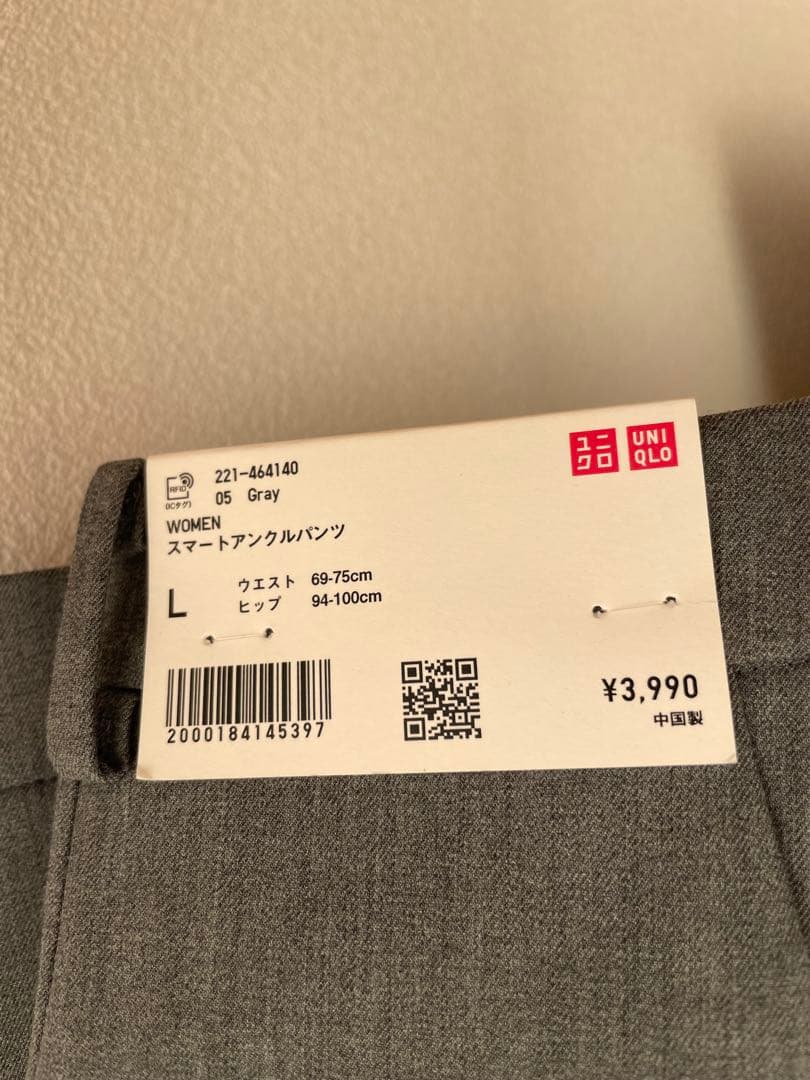 221-464140
05 Gray
RFID
(ICタグ)
WOMEN
スマートアンクルパンツ
L
ウエスト 69-75cm
ヒップ 94-100cm
2000184145397
ユニ
クロ
UNI
QLO
¥3,990
中国製